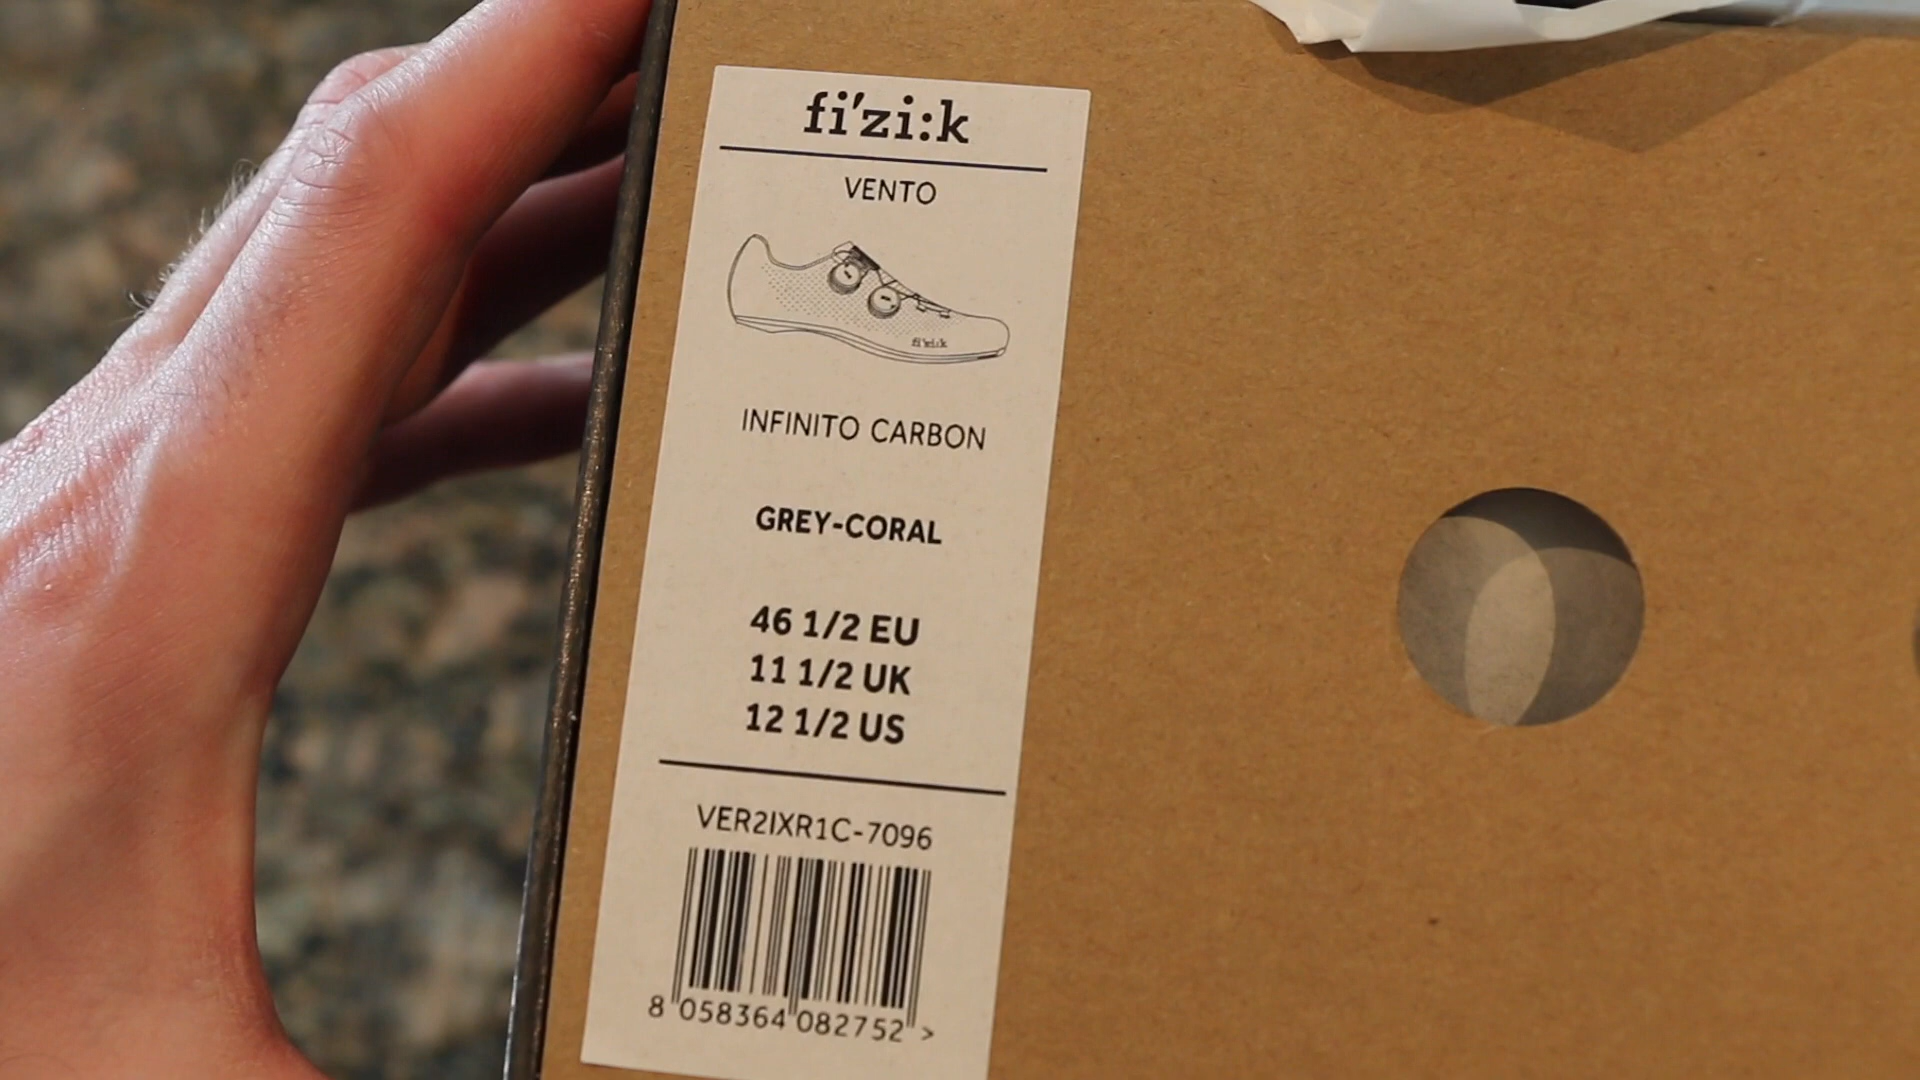 fi'zi:k
VENTO
fi'zi:k
INFINITO CARBON
GREY-CORAL
46 1/2 EU
11 1/2 UK
12 1/2 US
VER2IXR1C-7096
8 058364 082752 >